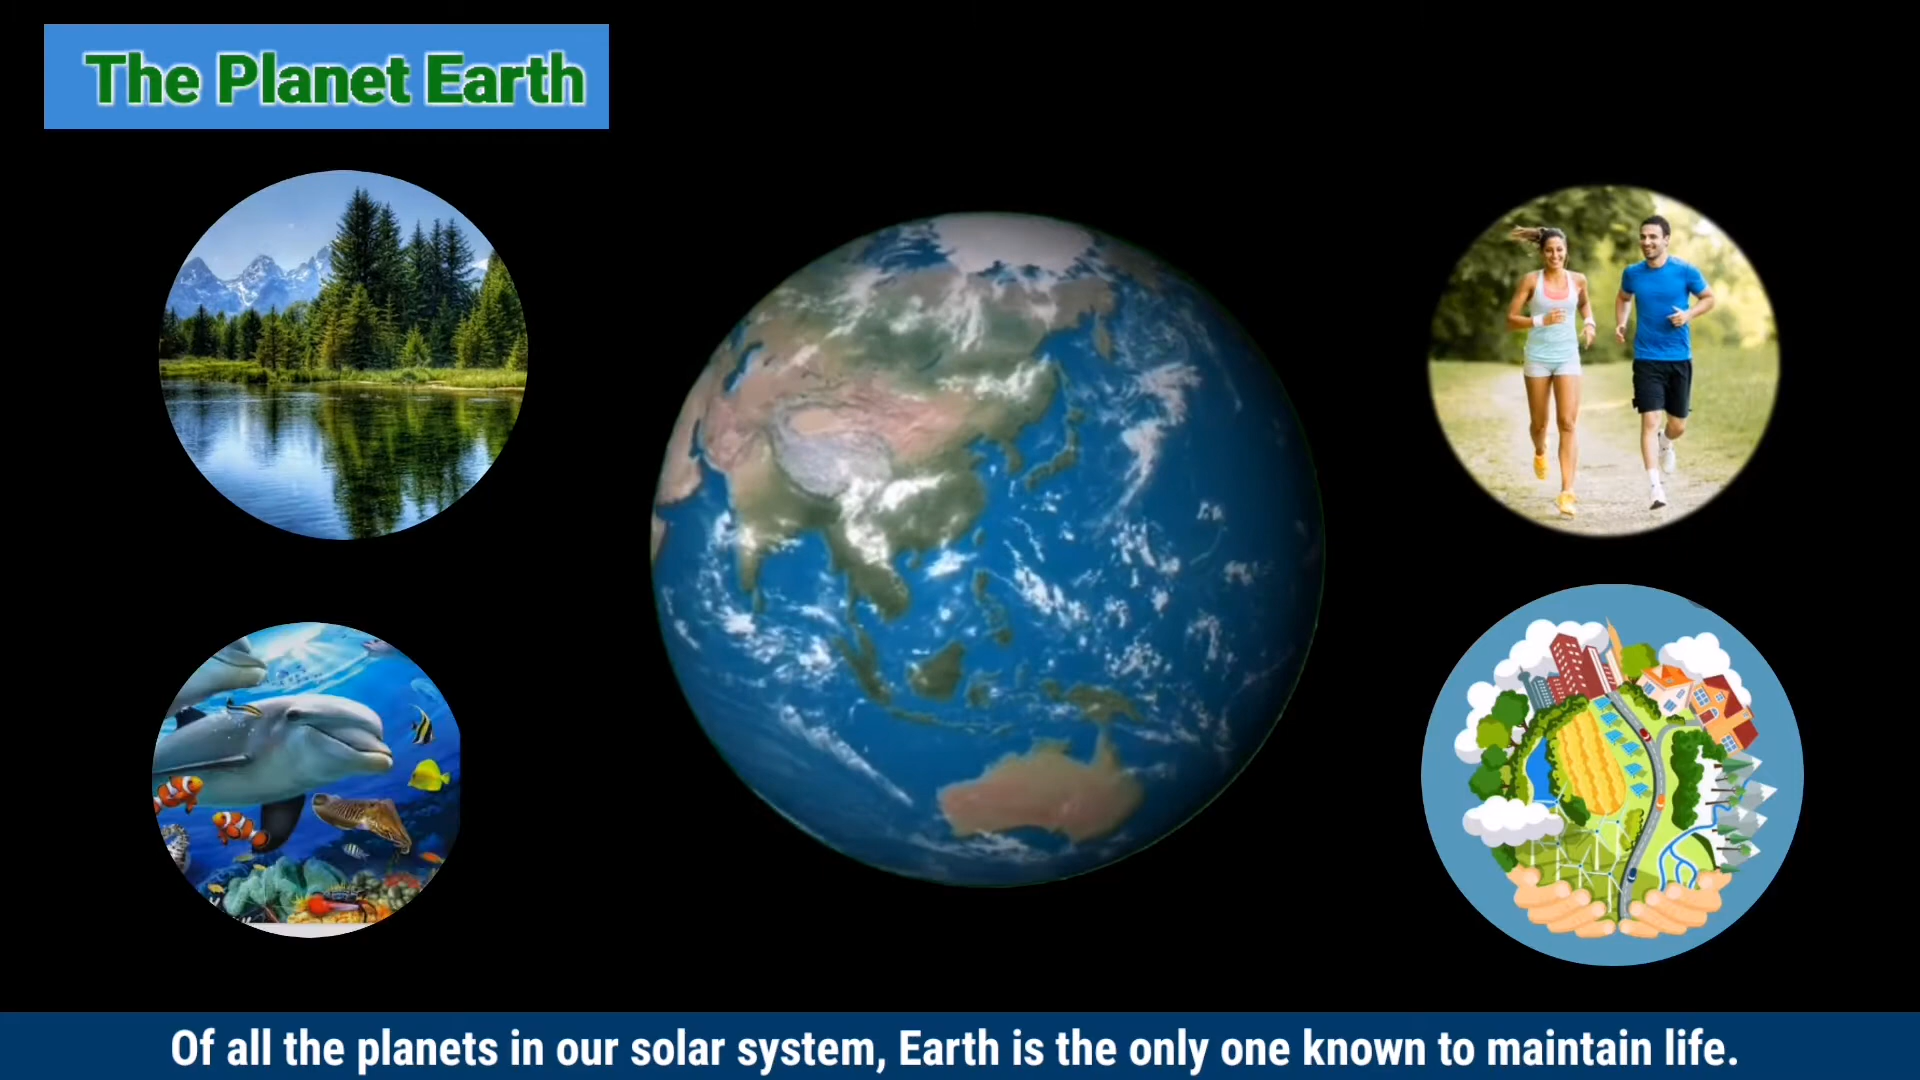 The Planet Earth
Of all the planets in our solar system, Earth is the only one known to maintain life.